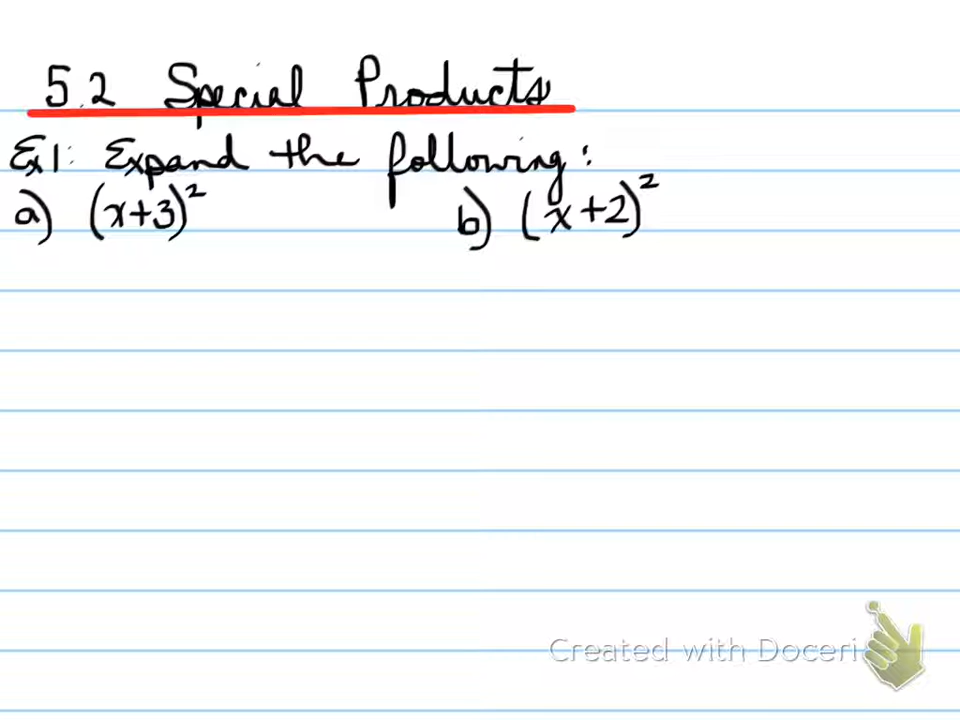 5.2 Special Products
Ex1: Expand the following:
a) (x+3)² b) (x+2)²
Created with Doceri